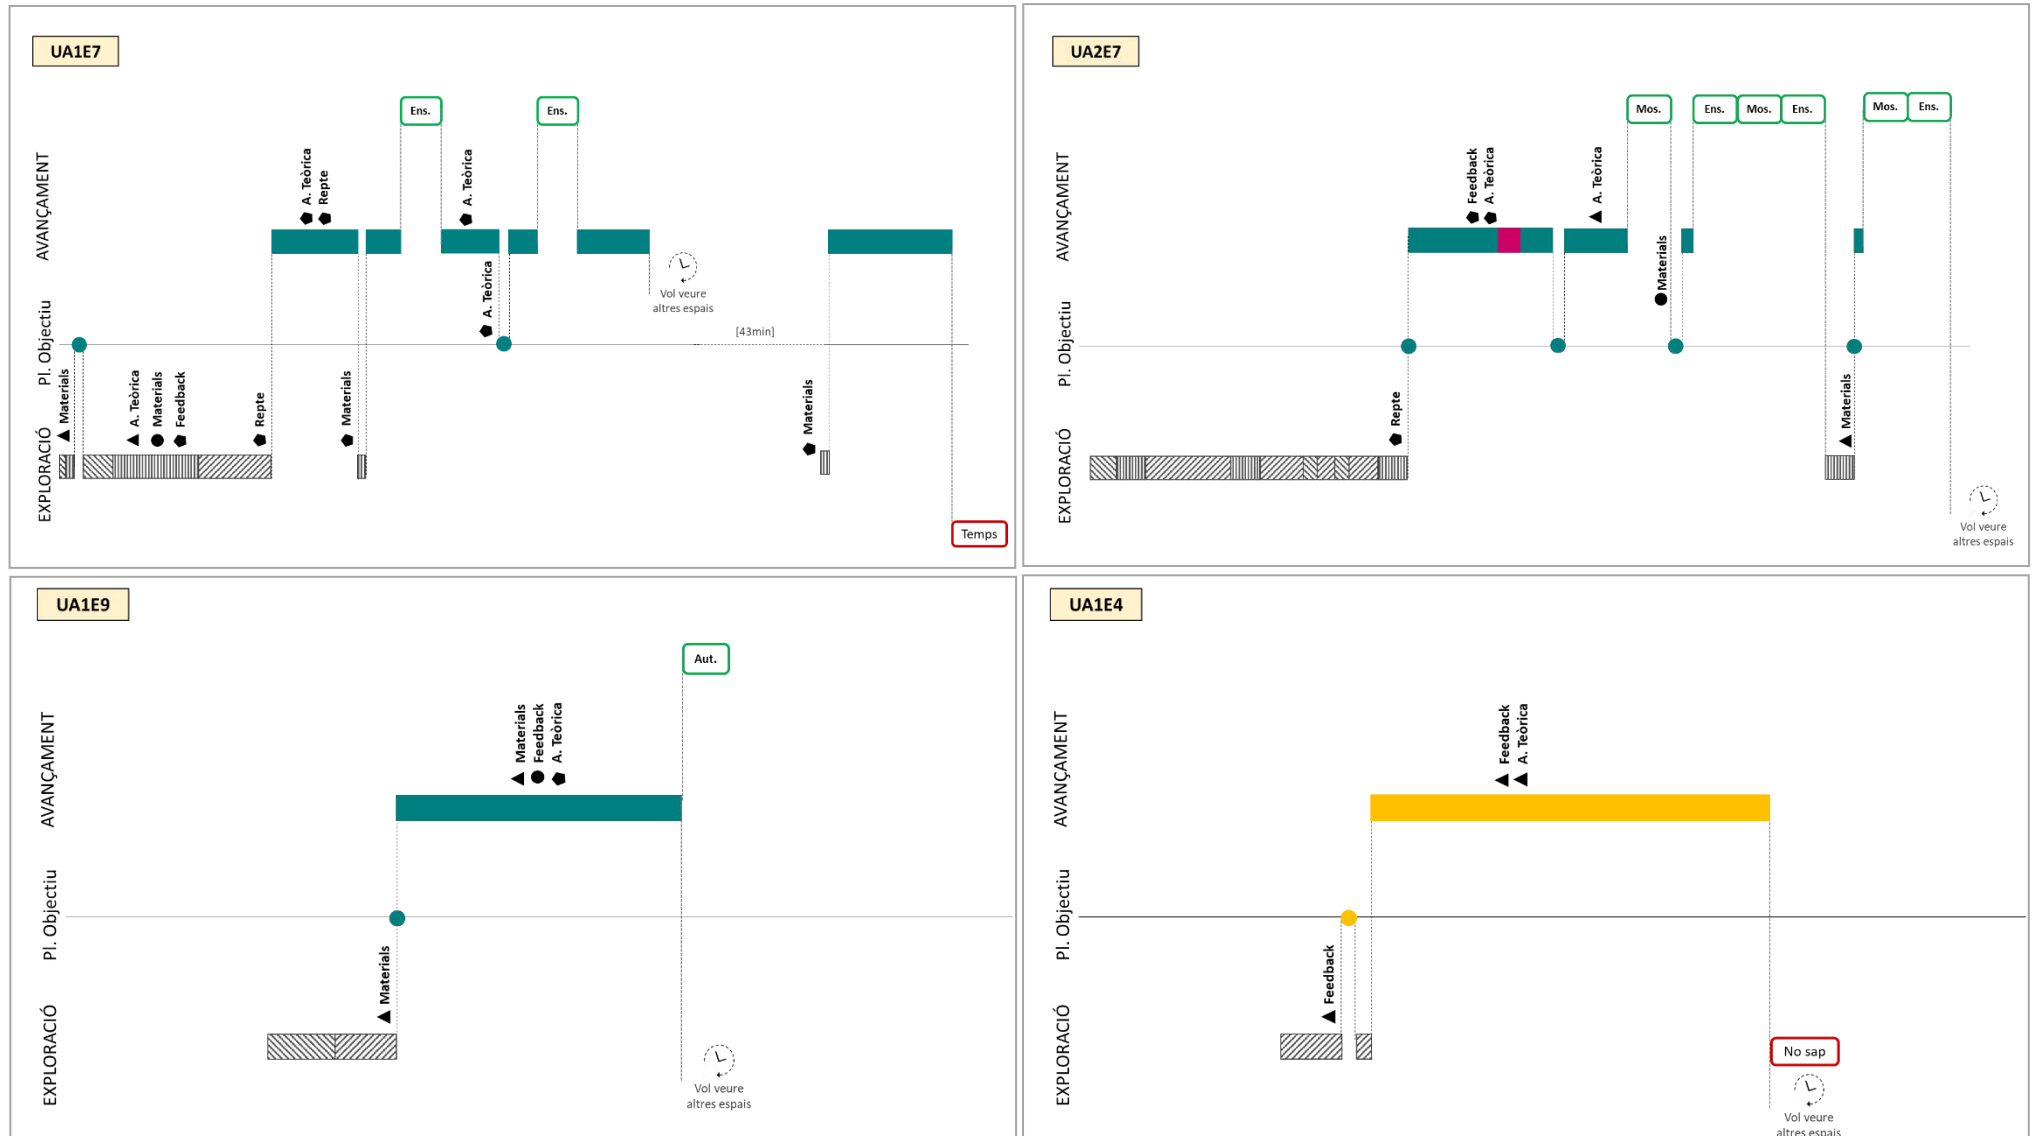 UA1E7
Ens.
Ens.
AVANÇAMENT
A. Teòrica
Repte
A. Teòrica
A. Teòrica
Vol veure
altres espais
Pl. Objectiu
[43min]
Materials
A. Teòrica
Materials
Feedback
Repte
Materials
Materials
EXPLORACIÓ
Temps
UA2E7
Mos.
Ens.
Mos.
Ens.
Mos.
Ens.
AVANÇAMENT
Feedback
A. Teòrica
A. Teòrica
Materials
Pl. Objectiu
Repte
Materials
EXPLORACIÓ
Vol veure
altres espais
UA1E9
Aut.
AVANÇAMENT
Materials
Feedback
A. Teòrica
Pl. Objectiu
Materials
EXPLORACIÓ
Vol veure
altres espais
UA1E4
AVANÇAMENT
Feedback
A. Teòrica
Pl. Objectiu
Feedback
EXPLORACIÓ
No sap
Vol veure
altres espais